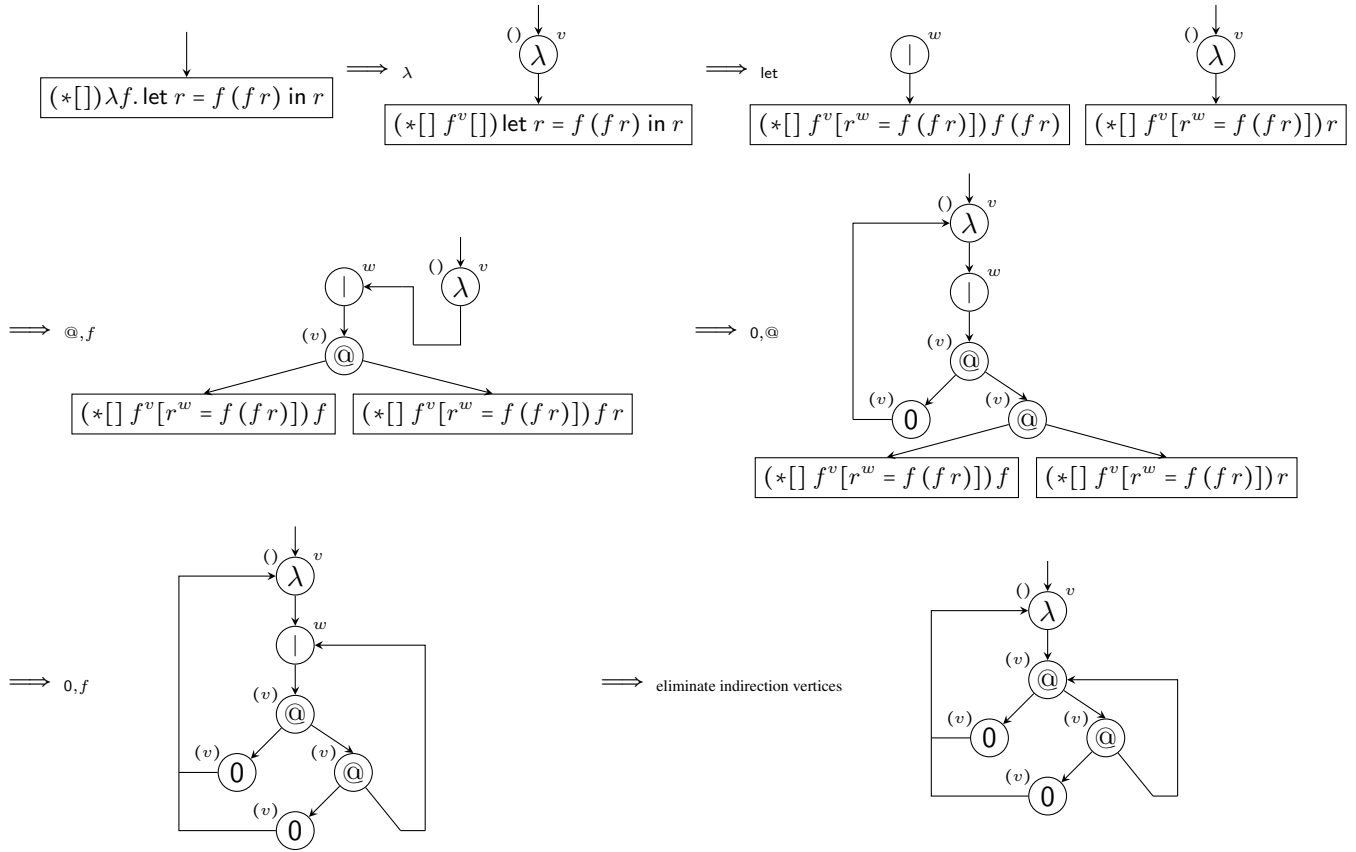 (*[]) λf. let r = f (f r) in r
⟹ λ
() λ v
(*[] f^v[]) let r = f (f r) in r
⟹ let
| w
(*[] f^v[r^w = f (f r)]) f (f r)
() λ v
(*[] f^v[r^w = f (f r)]) r
⟹ @,f
| w
() λ v
(v) @
(*[] f^v[r^w = f (f r)]) f
(*[] f^v[r^w = f (f r)]) f r
⟹ 0,@
() λ v
| w
(v) @
(v) 0
(v) @
(*[] f^v[r^w = f (f r)]) f
(*[] f^v[r^w = f (f r)]) r
⟹ 0,f
() λ v
| w
(v) @
(v) 0
(v) @
(v) 0
⟹ eliminate indirection vertices
() λ v
(v) @
(v) 0
(v) @
(v) 0